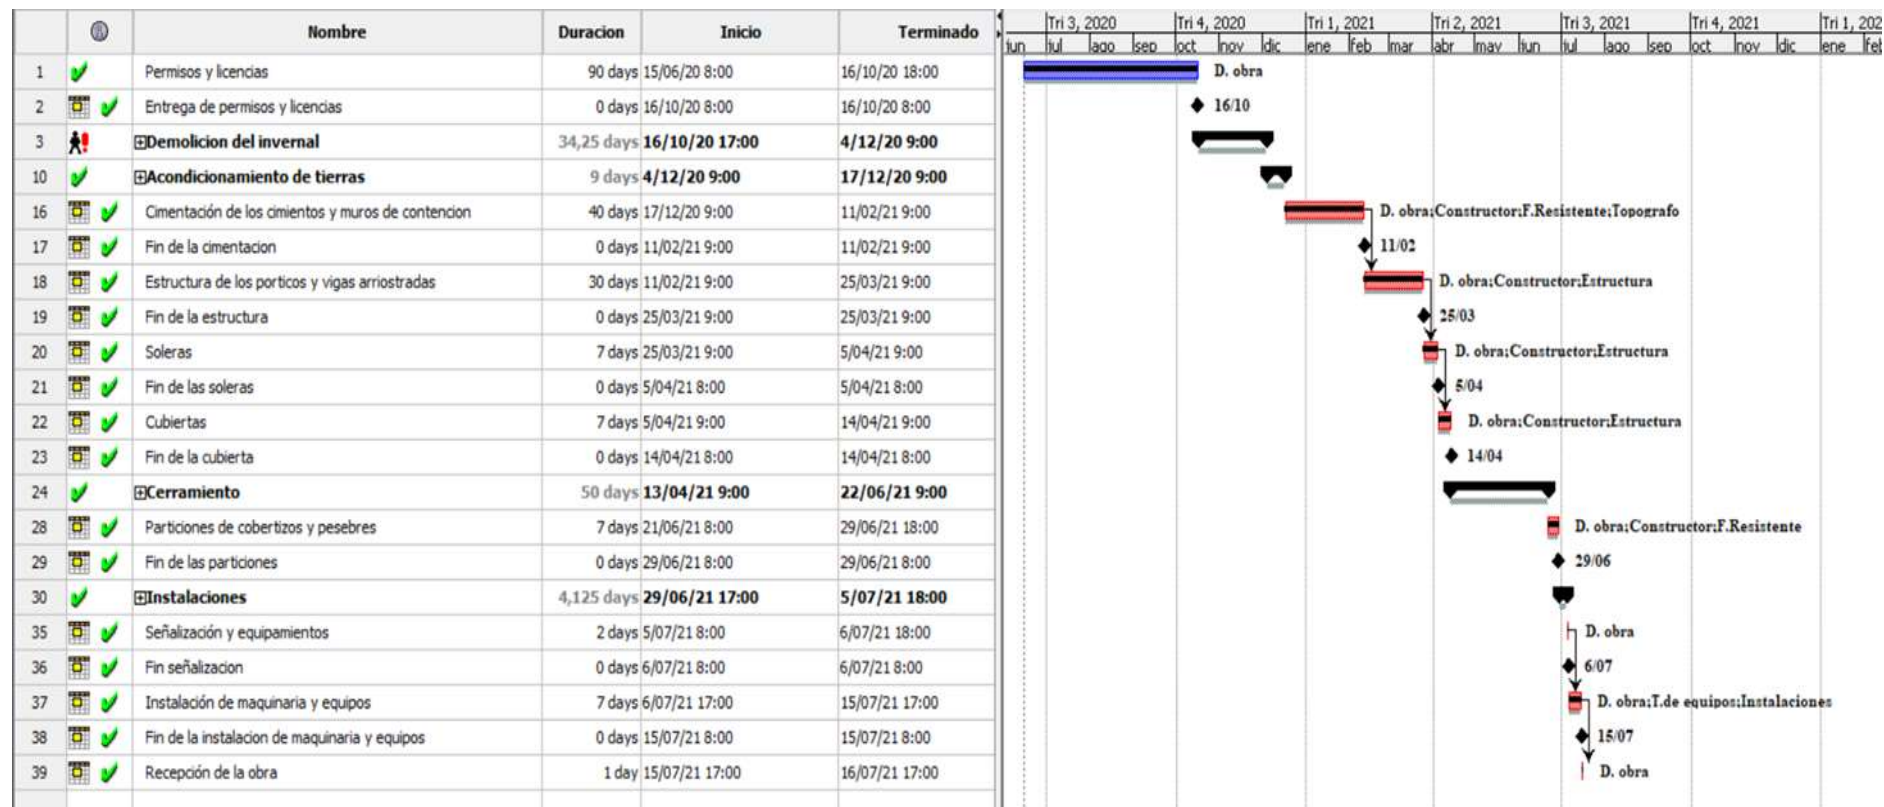 Nombre Duracion Inicio Terminado
Tri 3, 2020 Tri 4, 2020 Tri 1, 2021 Tri 2, 2021 Tri 3, 2021 Tri 4, 2021 Tri 1, 202
jun jul ago sep oct nov dic ene feb mar abr may jun jul ago sep oct nov dic ene feb
1 Permisos y licencias 90 days 15/06/20 8:00 16/10/20 18:00 D. obra
2 Entrega de permisos y licencias 0 days 16/10/20 8:00 16/10/20 8:00 16/10
3 Demolicion del invernal 34,25 days 16/10/20 17:00 4/12/20 9:00
10 Acondicionamiento de tierras 9 days 4/12/20 9:00 17/12/20 9:00
16 Cimentación de los cimientos y muros de contencion 40 days 17/12/20 9:00 11/02/21 9:00 D. obra;Constructor;F.Resistente;Topografo
17 Fin de la cimentacion 0 days 11/02/21 9:00 11/02/21 9:00 11/02
18 Estructura de los porticos y vigas arriostradas 30 days 11/02/21 9:00 25/03/21 9:00 D. obra;Constructor;Estructura
19 Fin de la estructura 0 days 25/03/21 9:00 25/03/21 9:00 25/03
20 Soleras 7 days 25/03/21 9:00 5/04/21 9:00 D. obra;Constructor;Estructura
21 Fin de las soleras 0 days 5/04/21 8:00 5/04/21 8:00 5/04
22 Cubiertas 7 days 5/04/21 9:00 14/04/21 9:00 D. obra;Constructor;Estructura
23 Fin de la cubierta 0 days 14/04/21 8:00 14/04/21 8:00 14/04
24 Cerramiento 50 days 13/04/21 9:00 22/06/21 9:00
28 Particiones de cobertizos y pesebres 7 days 21/06/21 8:00 29/06/21 18:00 D. obra;Constructor;F.Resistente
29 Fin de las particiones 0 days 29/06/21 8:00 29/06/21 8:00 29/06
30 Instalaciones 4,125 days 29/06/21 17:00 5/07/21 18:00
35 Señalización y equipamientos 2 days 5/07/21 8:00 6/07/21 18:00 D. obra
36 Fin señalizacion 0 days 6/07/21 8:00 6/07/21 8:00 6/07
37 Instalación de maquinaria y equipos 7 days 6/07/21 17:00 15/07/21 17:00 D. obra;T.de equipos;Instalaciones
38 Fin de la instalacion de maquinaria y equipos 0 days 15/07/21 8:00 15/07/21 8:00 15/07
39 Recepción de la obra 1 day 15/07/21 17:00 16/07/21 17:00 D. obra